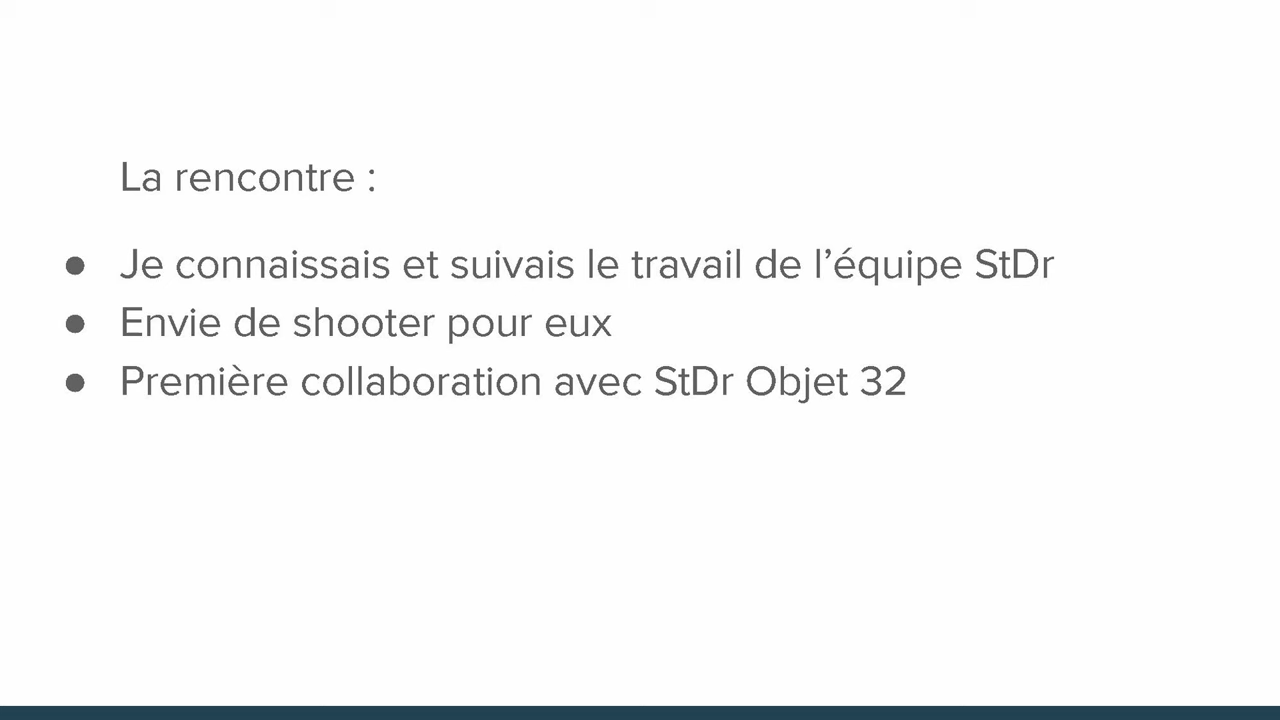 La rencontre :
● Je connaissais et suivais le travail de l’équipe StDr
● Envie de shooter pour eux
● Première collaboration avec StDr Objet 32